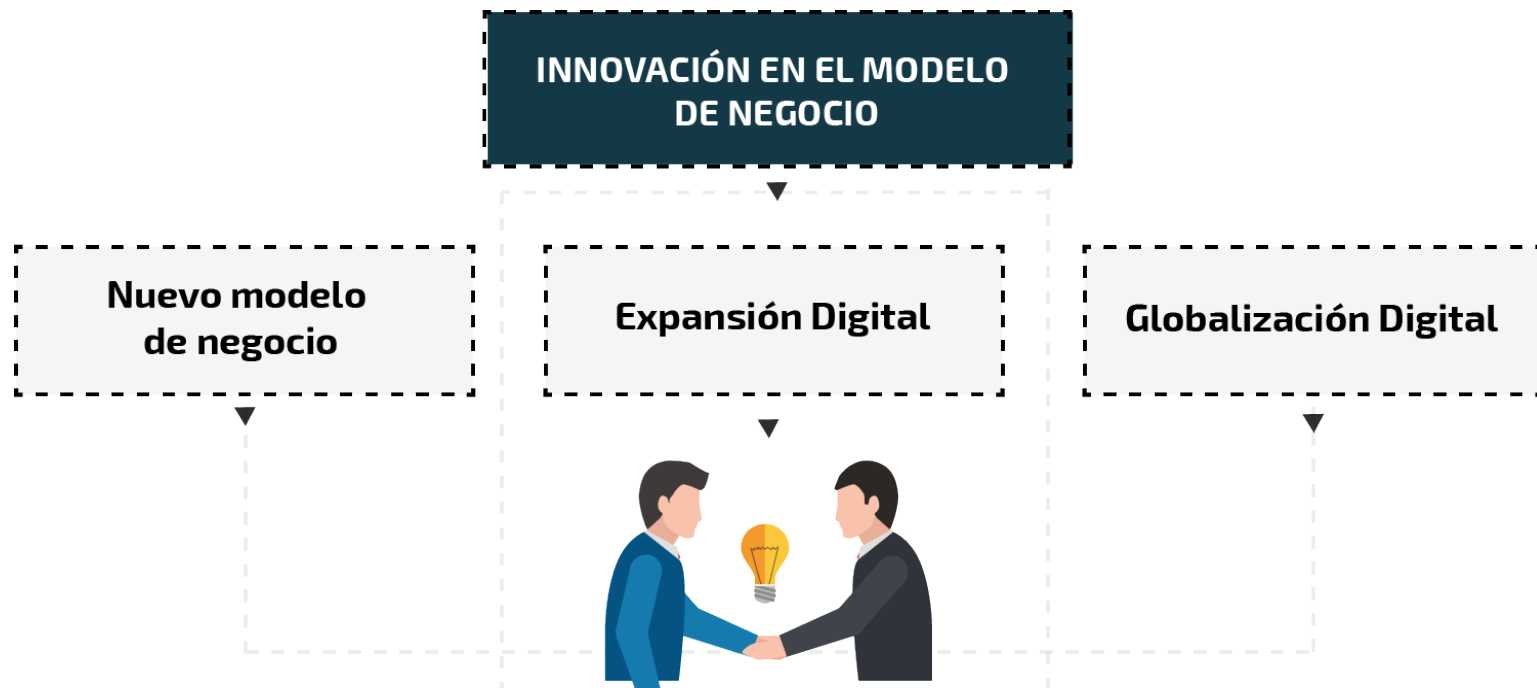 INNOVACIÓN EN EL MODELO
DE NEGOCIO
Nuevo modelo
de negocio
Expansión Digital
Globalización Digital